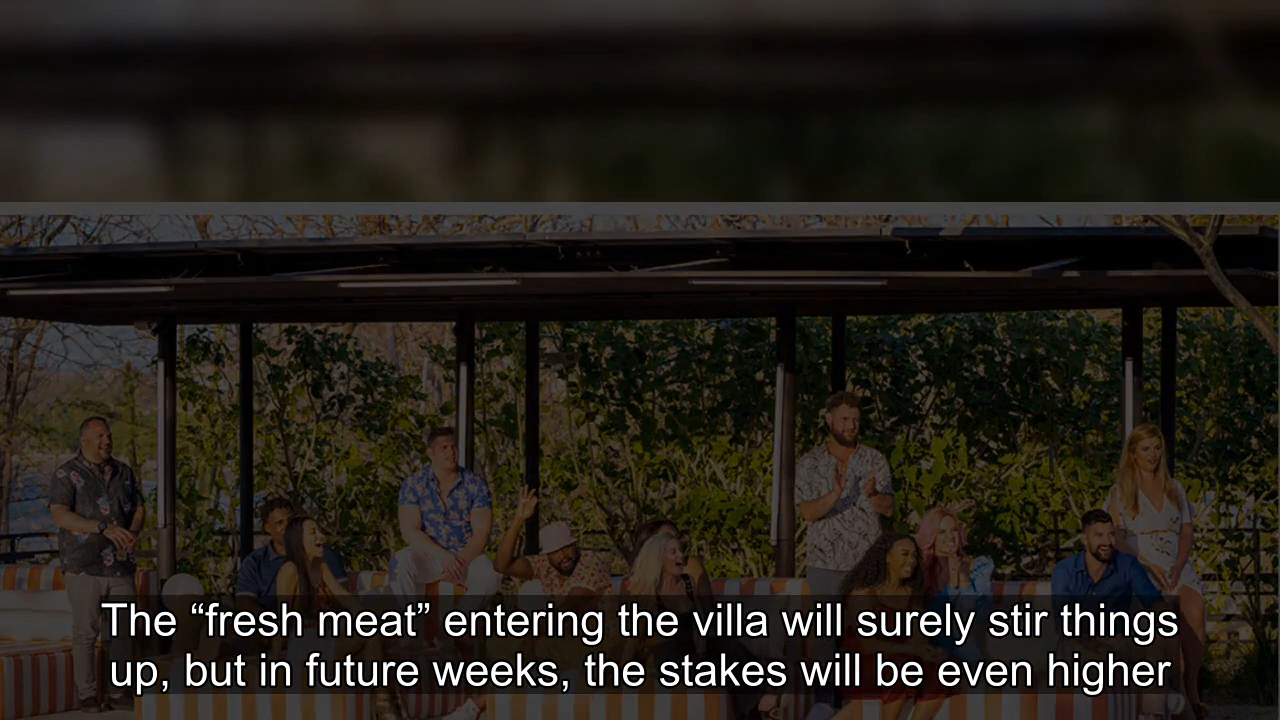 The “fresh meat” entering the villa will surely stir things
up, but in future weeks, the stakes will be even higher